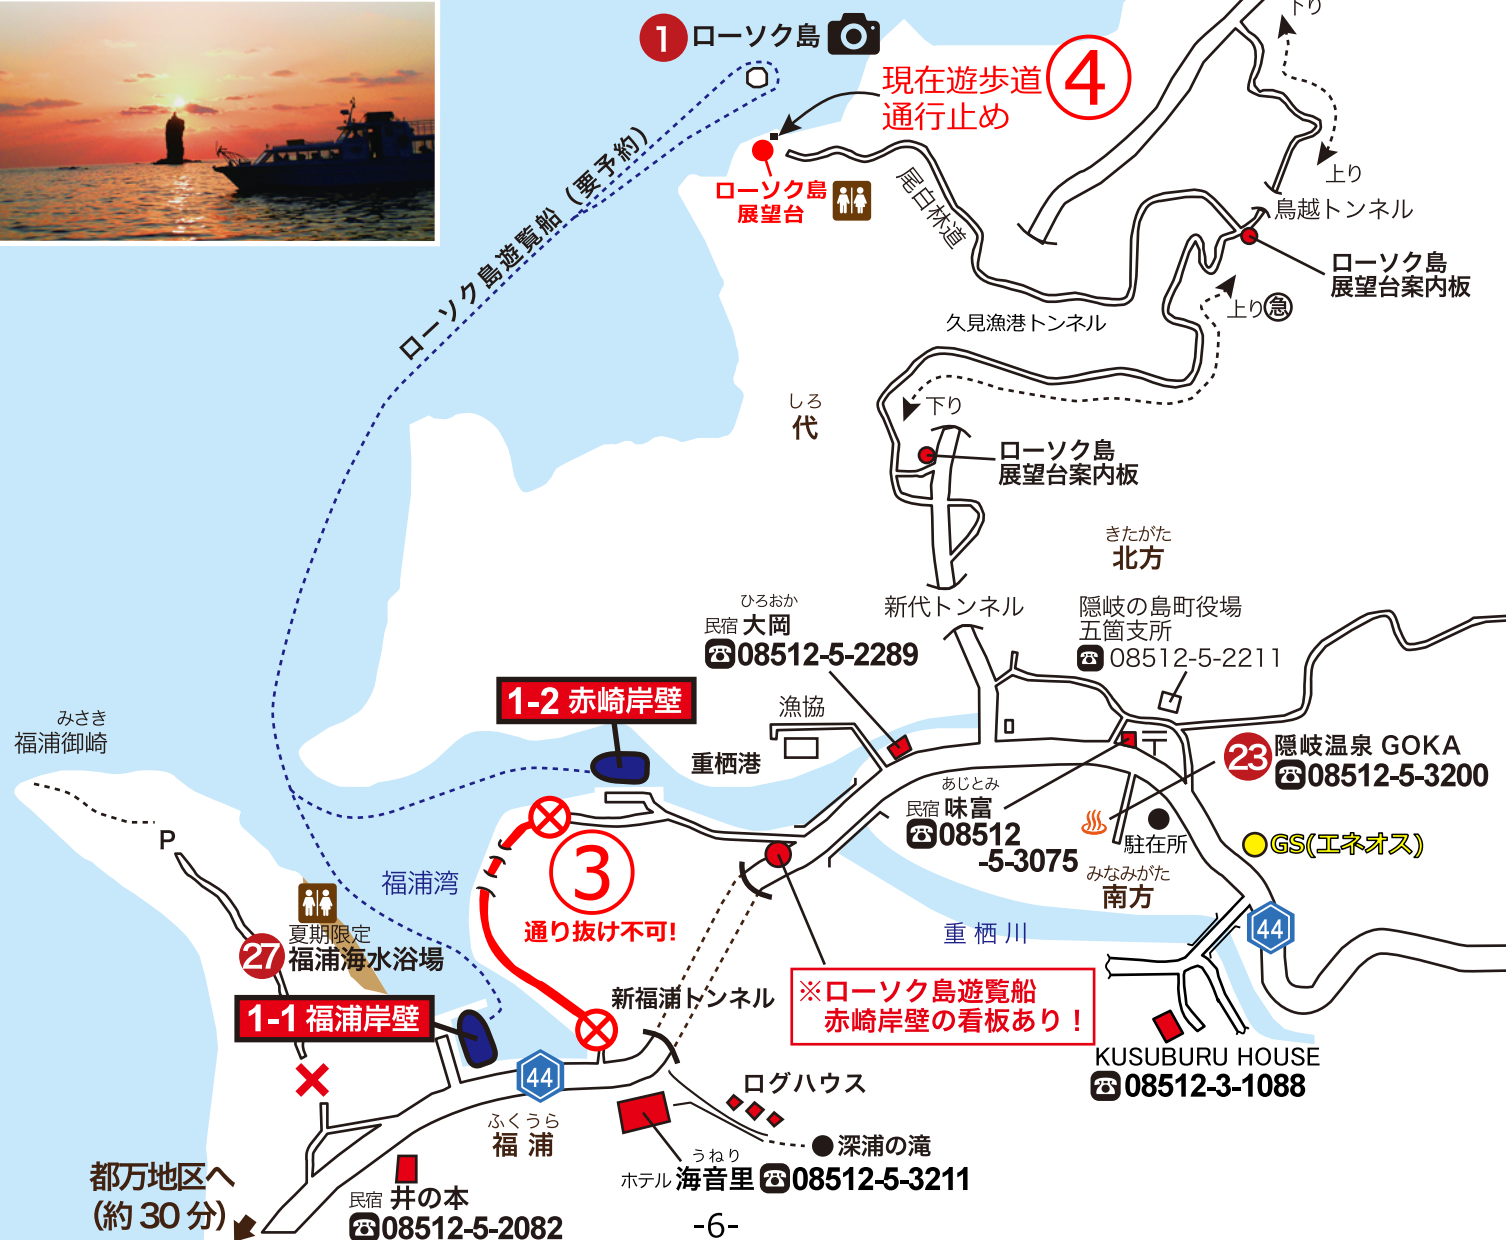 1 ローソク島
現在遊歩道
通行止め
④
下り
上り
鳥越トンネル
ローソク島
展望台
尾白林道
ローソク島
展望台案内板
上り 急
久見漁港トンネル
ローソク島遊覧船（要予約）
しろ
代
下り
ローソク島
展望台案内板
きたがた
北方
新代トンネル
隠岐の島町役場
五箇支所
08512-5-2211
ひろおか
民宿 大岡
08512-5-2289
1-2 赤崎岸壁
漁協
重栖港
みさき
福浦御崎
23 隠岐温泉 GOKA
08512-5-3200
あじとみ
民宿 味富
08512
-5-3075
駐在所
GS(エネオス)
みなみがた
南方
P
福浦湾
③
通り抜け不可!
重栖川
44
夏期限定
27 福浦海水浴場
1-1 福浦岸壁
新福浦トンネル
※ローソク島遊覧船
赤崎岸壁の看板あり！
KUSUBURU HOUSE
08512-3-1088
44
ログハウス
ふくうら
福浦
深浦の滝
うねり
ホテル 海音里 08512-5-3211
都万地区へ
(約30分)
民宿 井の本
08512-5-2082
-6-